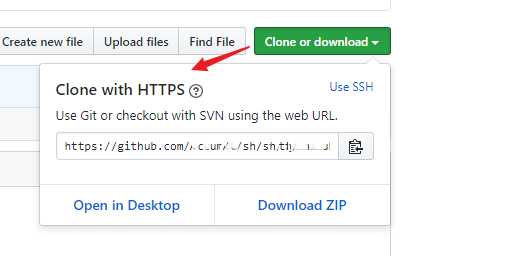 Create new file Upload files Find File Clone or download
Clone with HTTPS ?
Use SSH
Use Git or checkout with SVN using the web URL.
https://github.com/
Open in Desktop Download ZIP